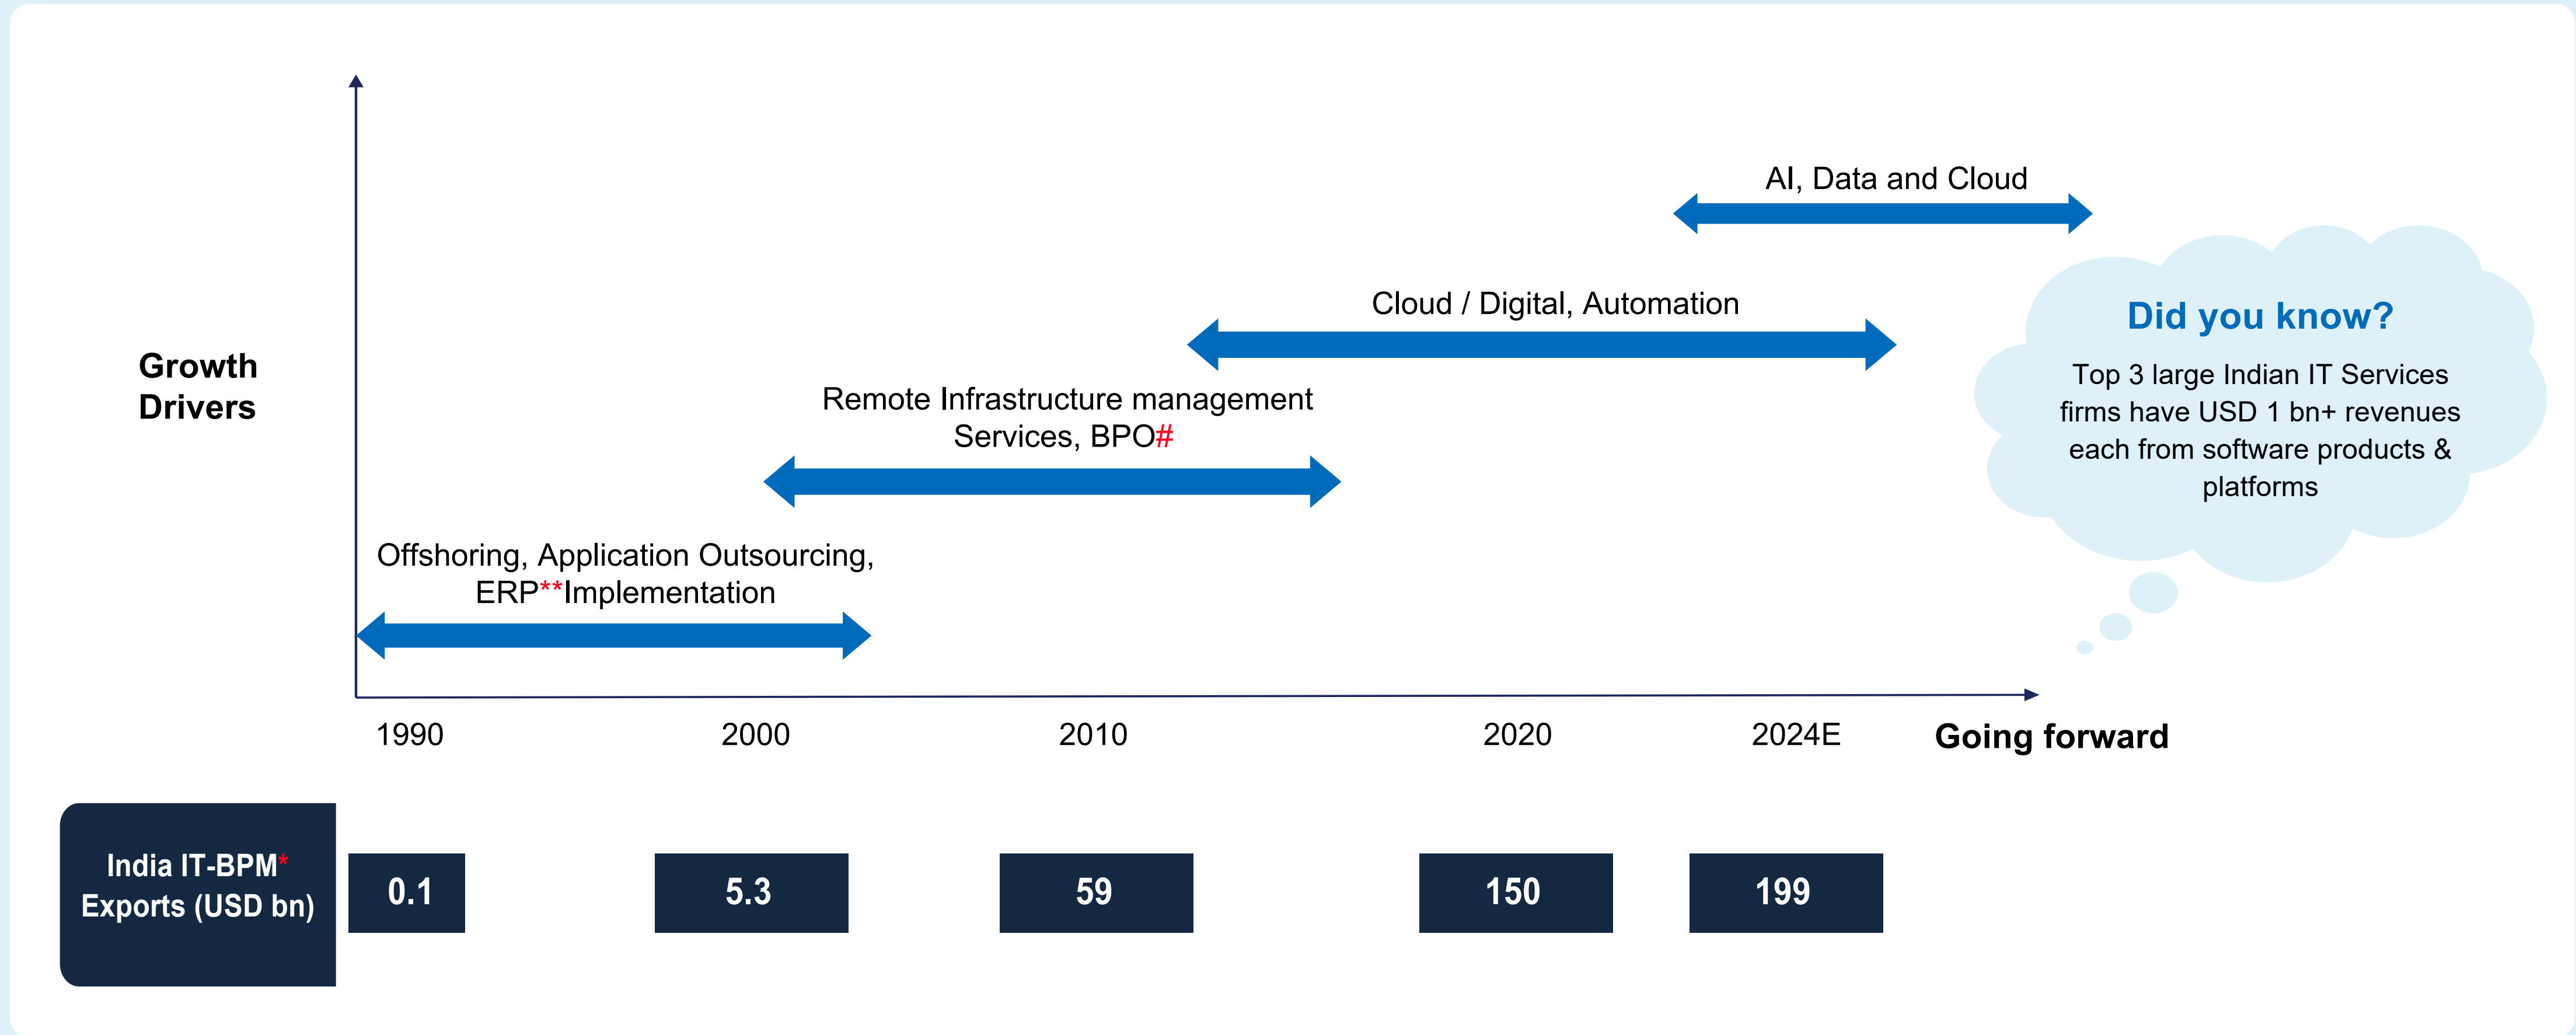 AI, Data and Cloud
Cloud / Digital, Automation
Did you know?
Top 3 large Indian IT Services
firms have USD 1 bn+ revenues
each from software products &
platforms
Growth
Drivers
Remote Infrastructure management
Services, BPO#
Offshoring, Application Outsourcing,
ERP**Implementation
1990 2000 2010 2020 2024E Going forward
India IT-BPM*
Exports (USD bn)
0.1 5.3 59 150 199